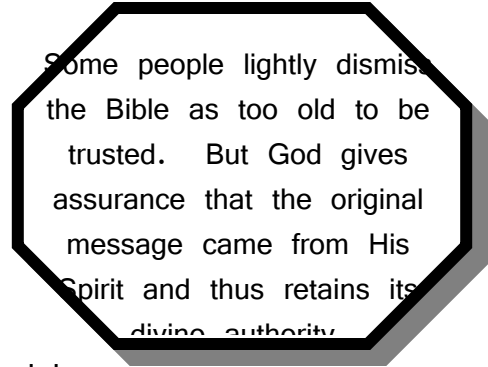 Some people lightly dismiss
the Bible as too old to be
trusted. But God gives
assurance that the original
message came from His
Spirit and thus retains its
divine authority